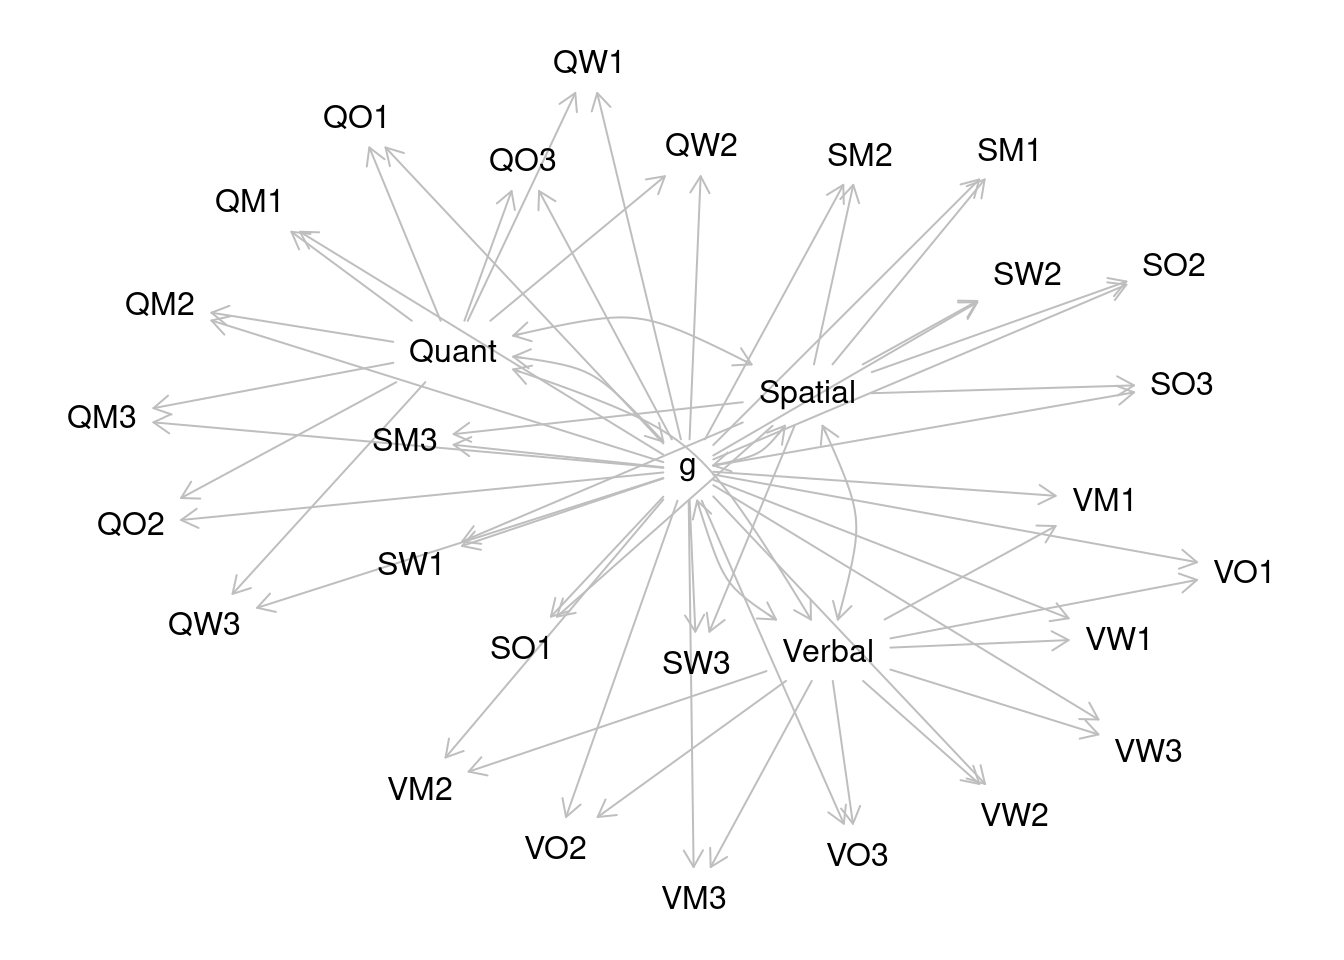 QW1
QO1
QW2
SM1
SM2
QO3
QM1
SO2
SW2
QM2
Quant
SO3
Spatial
QM3
SM3
g
VM1
QO2
SW1
VO1
QW3
VW1
SO1
Verbal
SW3
VW3
VM2
VW2
VO2
VO3
VM3